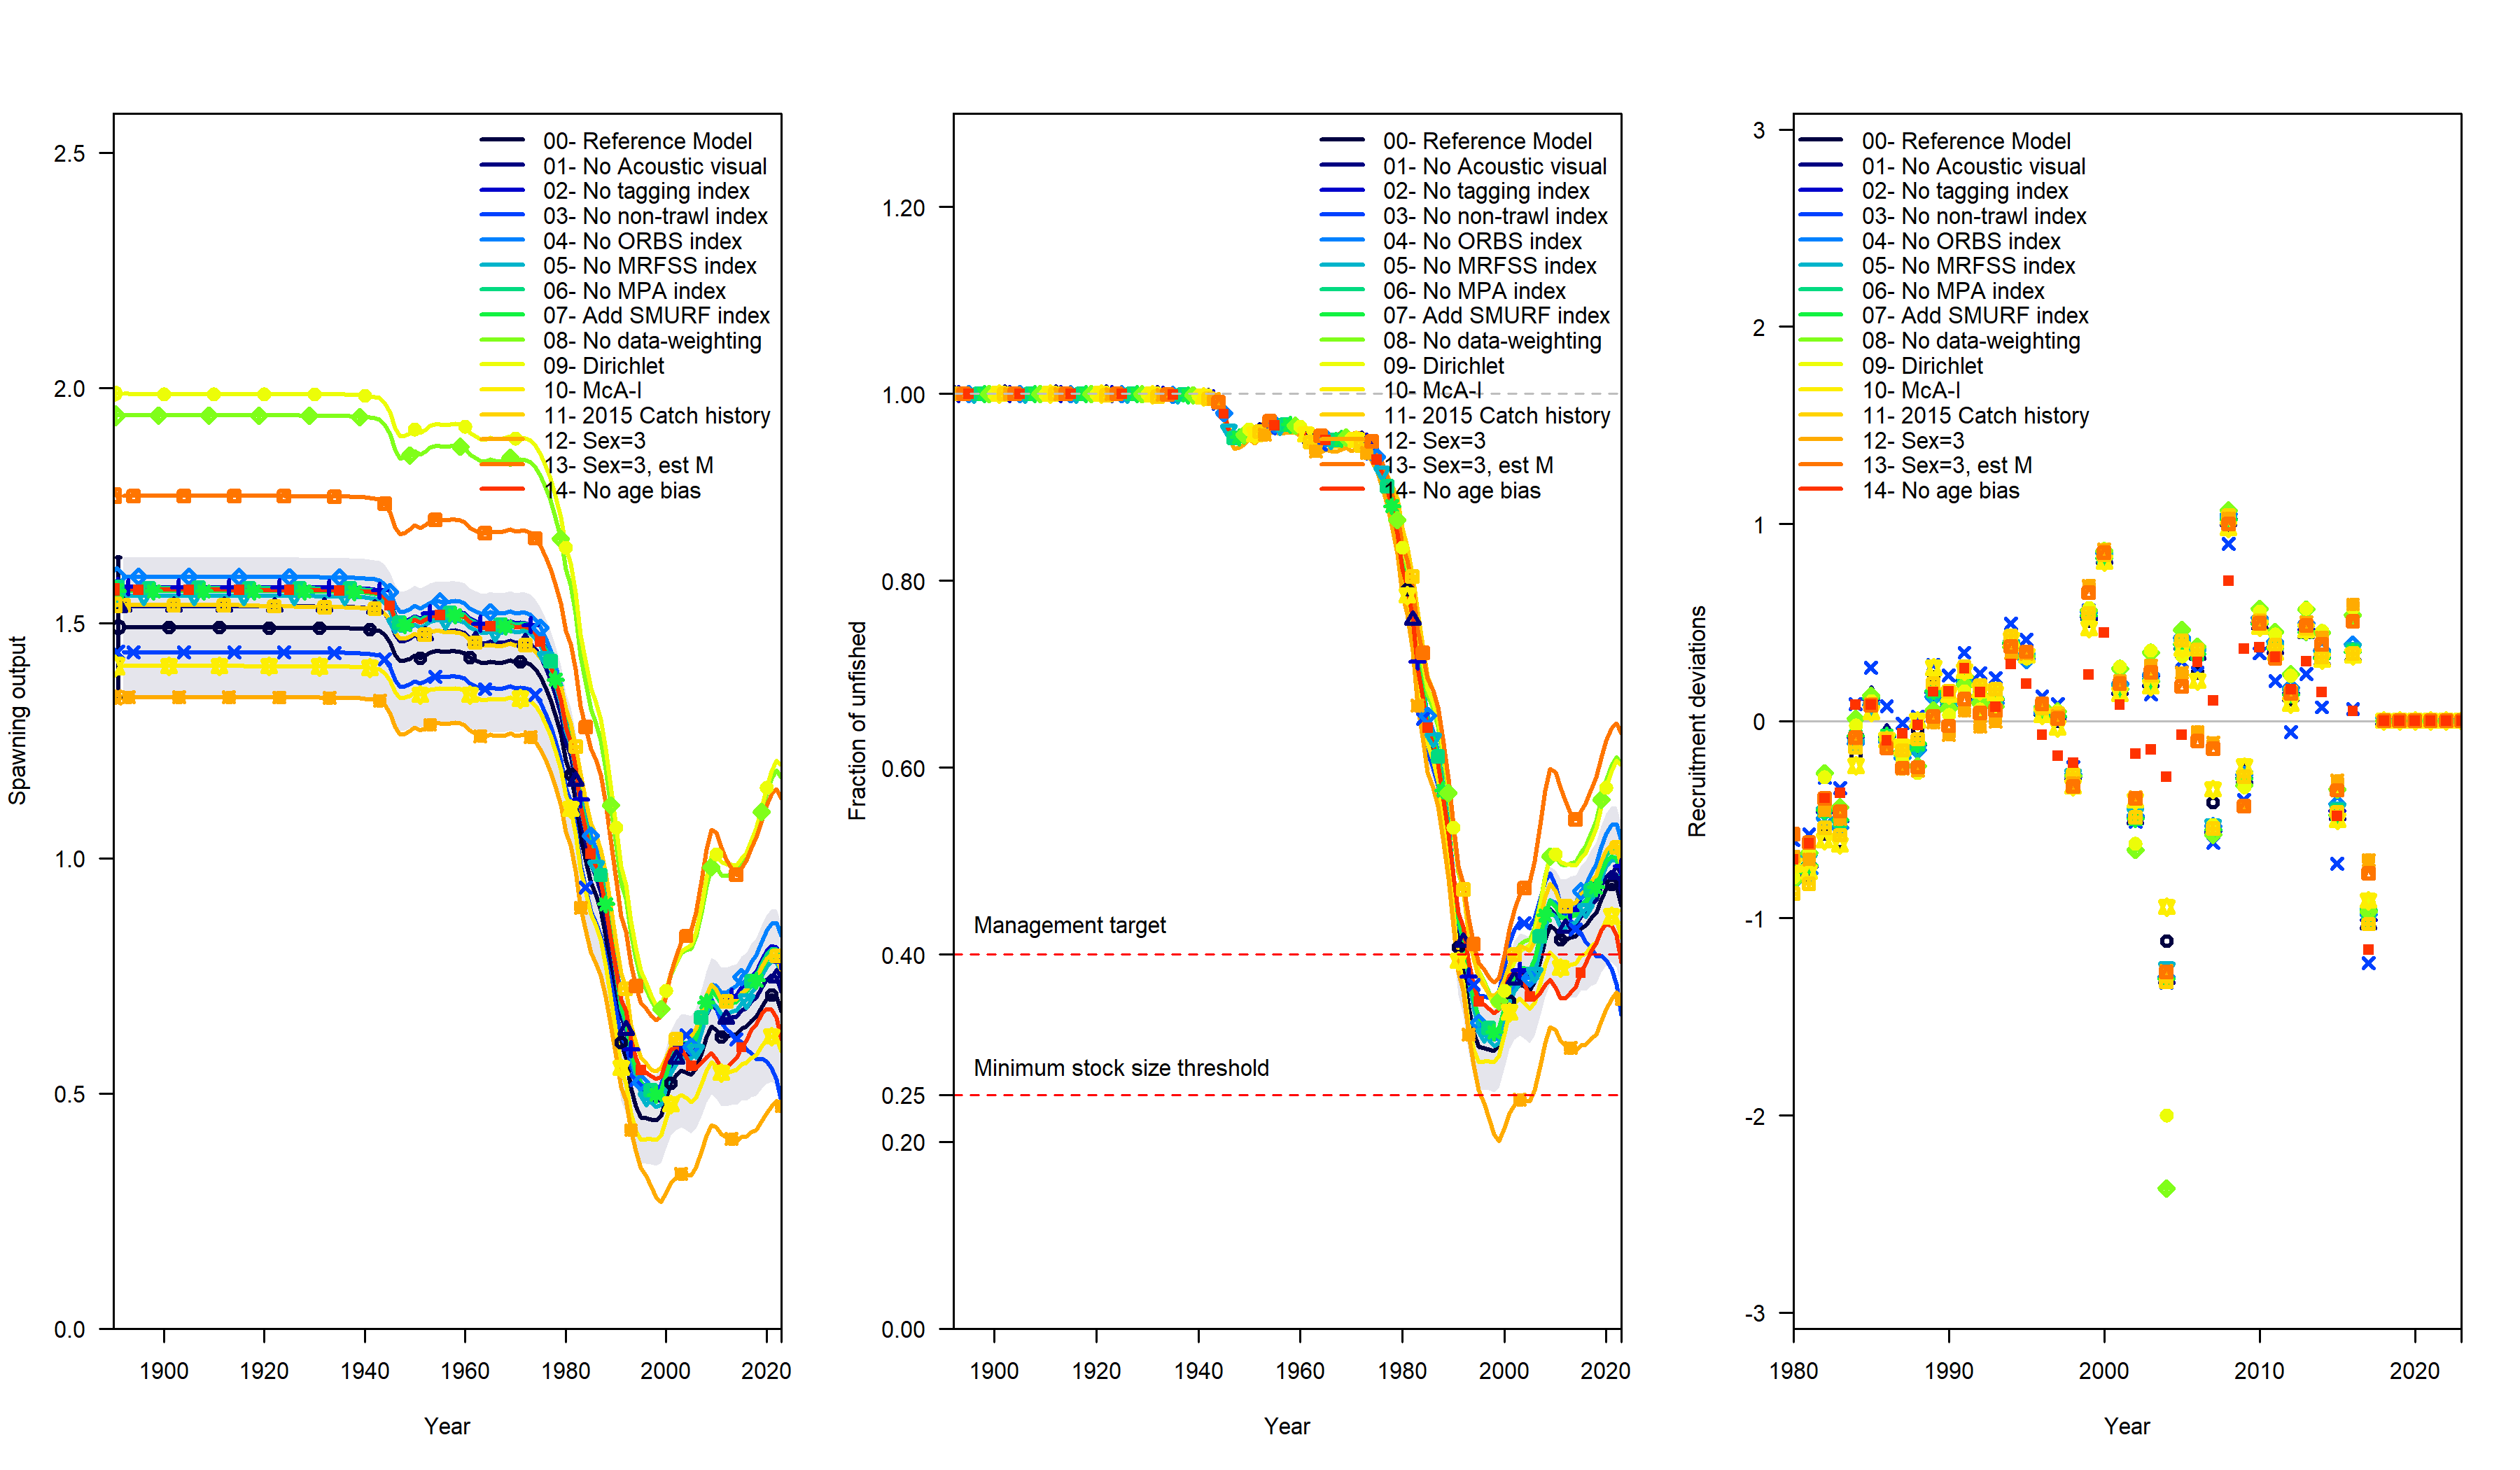 Spawning output
2.5
2.0
1.5
1.0
0.5
0.0
1900 1920 1940 1960 1980 2000 2020
Year
00- Reference Model
01- No Acoustic visual
02- No tagging index
03- No non-trawl index
04- No ORBS index
05- No MRFSS index
06- No MPA index
07- Add SMURF index
08- No data-weighting
09- Dirichlet
10- McA-I
11- 2015 Catch history
12- Sex=3
13- Sex=3, est M
14- No age bias
Fraction of unfished
1.20
1.00
0.80
0.60
0.40
0.25
0.20
0.00
1900 1920 1940 1960 1980 2000 2020
Year
00- Reference Model
01- No Acoustic visual
02- No tagging index
03- No non-trawl index
04- No ORBS index
05- No MRFSS index
06- No MPA index
07- Add SMURF index
08- No data-weighting
09- Dirichlet
10- McA-I
11- 2015 Catch history
12- Sex=3
13- Sex=3, est M
14- No age bias
Management target
Minimum stock size threshold
Recruitment deviations
3
2
1
0
-1
-2
-3
1980 1990 2000 2010 2020
Year
00- Reference Model
01- No Acoustic visual
02- No tagging index
03- No non-trawl index
04- No ORBS index
05- No MRFSS index
06- No MPA index
07- Add SMURF index
08- No data-weighting
09- Dirichlet
10- McA-I
11- 2015 Catch history
12- Sex=3
13- Sex=3, est M
14- No age bias